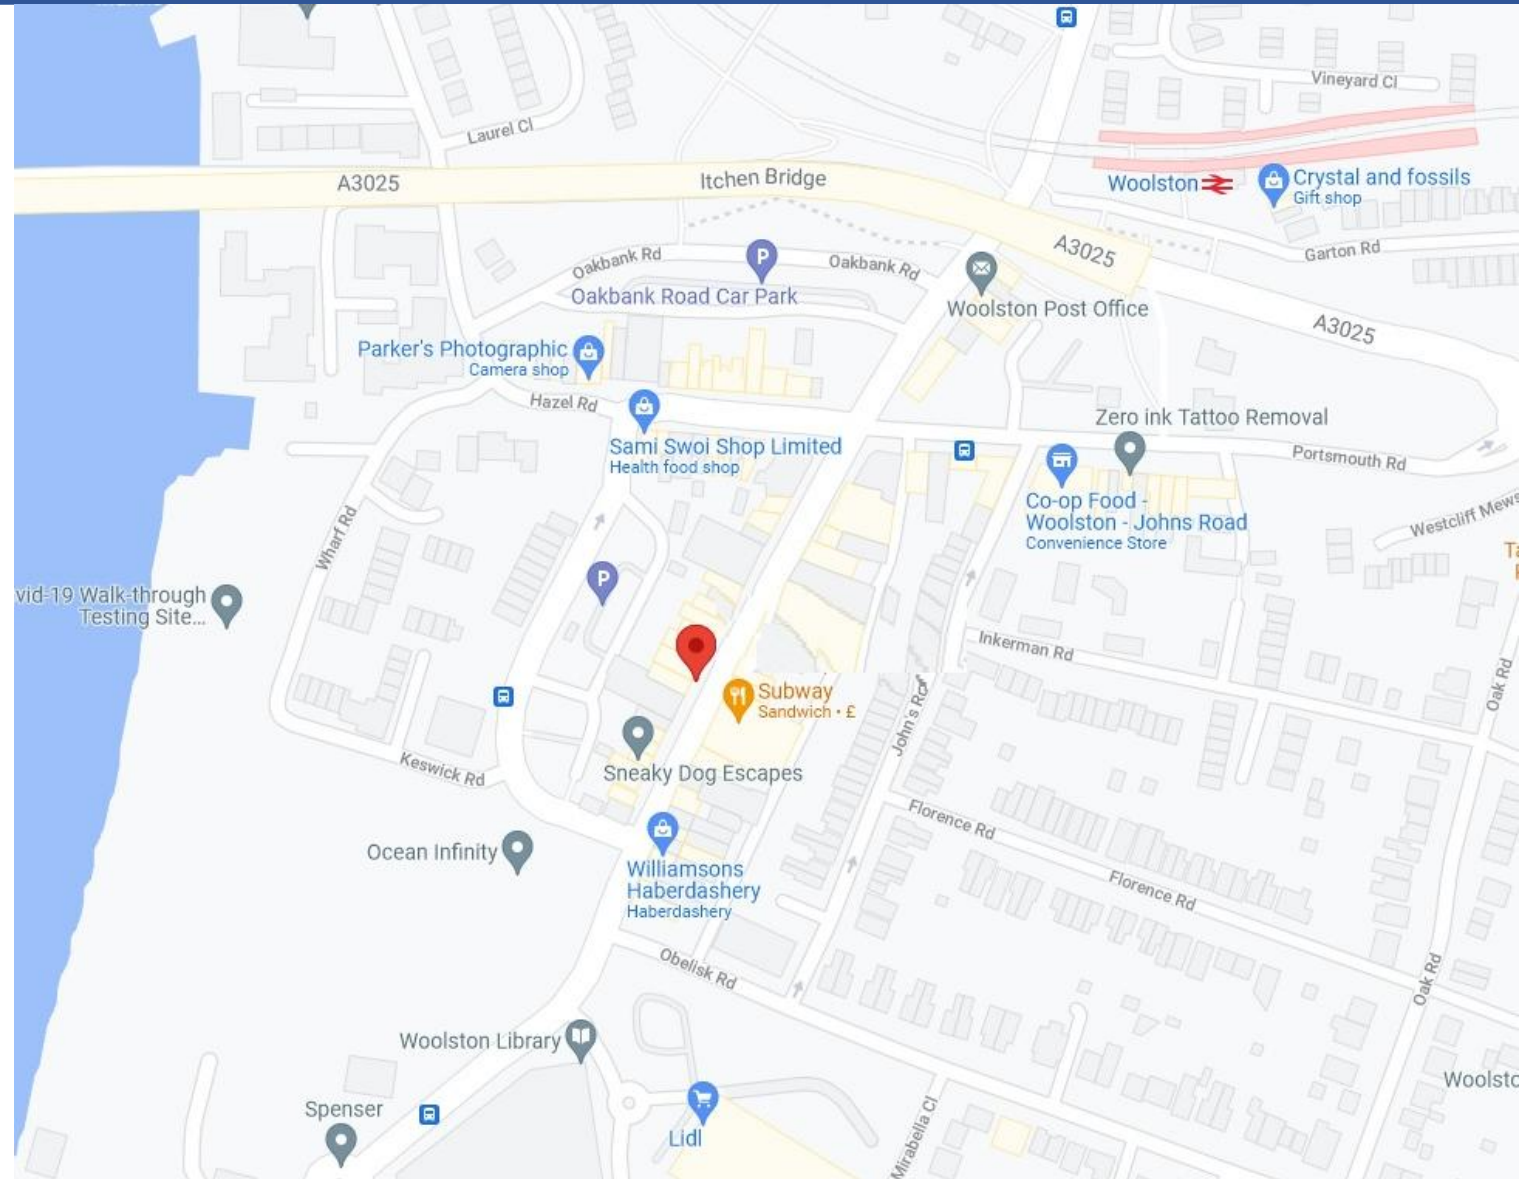 Laurel Cl
Vineyard Cl
A3025
Itchen Bridge
Woolston
Crystal and fossils
Gift shop
A3025
Garton Rd
Oakbank Rd
P
Oakbank Rd
Oakbank Road Car Park
Woolston Post Office
A3025
Parker's Photographic
Camera shop
Hazel Rd
Zero ink Tattoo Removal
Sami Swoi Shop Limited
Health food shop
Portsmouth Rd
Co-op Food -
Woolston - Johns Road
Convenience Store
Westcliff Mews
Wharf Rd
P
vid-19 Walk-through
Testing Site...
Inkerman Rd
Oak Rd
Subway
Sandwich • £
John's Rd
Keswick Rd
Sneaky Dog Escapes
Florence Rd
Ocean Infinity
Williamsons
Haberdashery
Haberdashery
Florence Rd
Obelisk Rd
Oak Rd
Woolston Library
Woolsto
Spenser
Lidl
Mirabella Cl